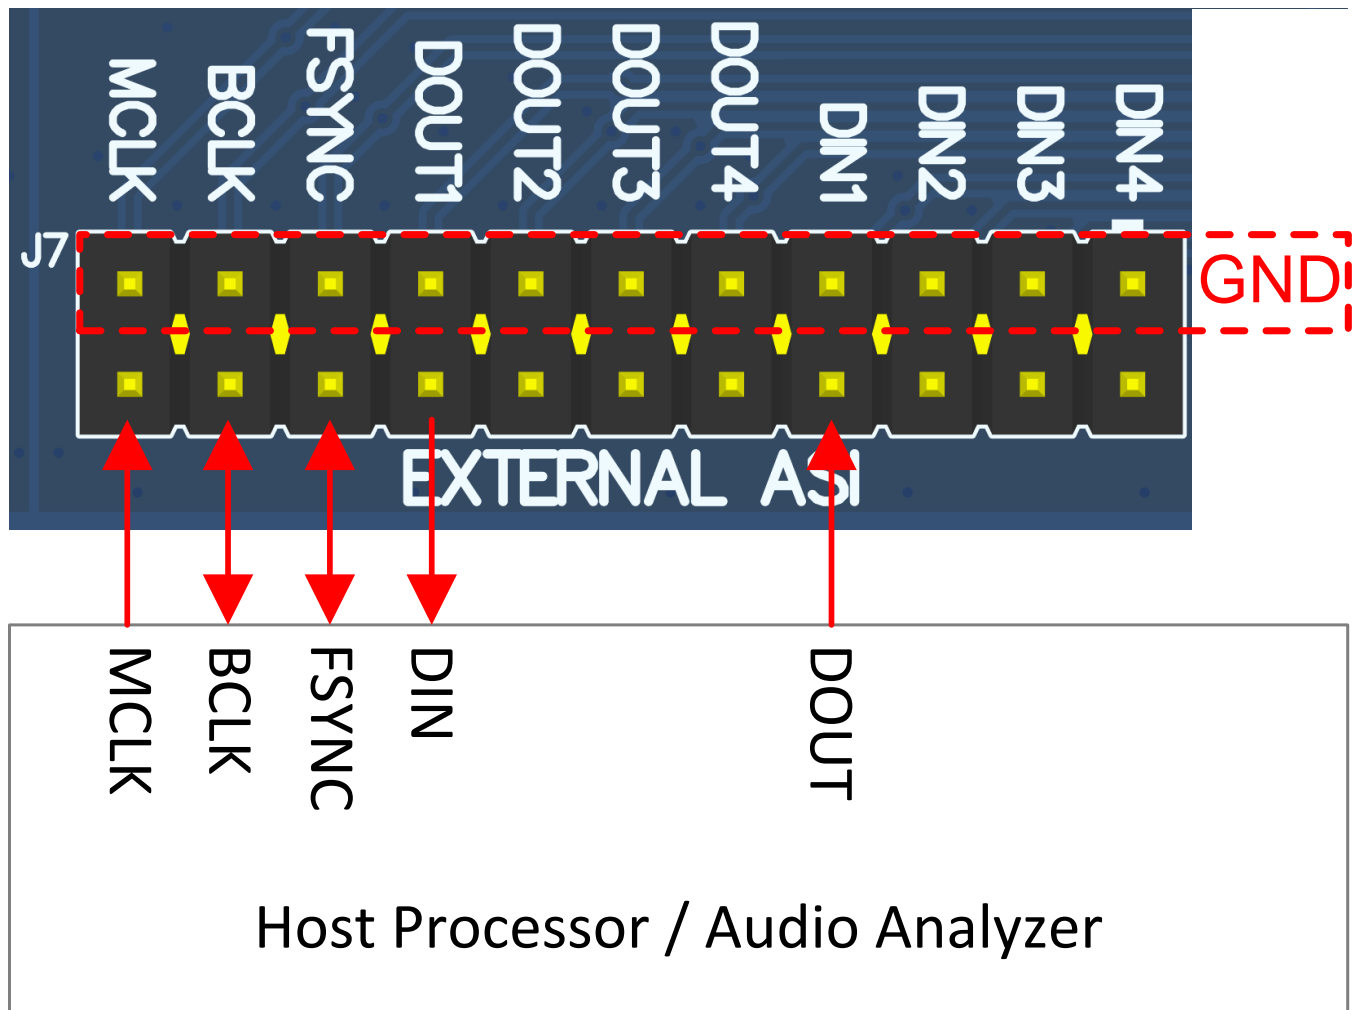 MCLK
BCLK
FSYNC
DOUT1
DOUT2
DOUT3
DOUT4
DIN1
DIN2
DIN3
DIN4
J7
GND
EXTERNAL ASI
MCLK
BCLK
FSYNC
DIN
DOUT
Host Processor / Audio Analyzer